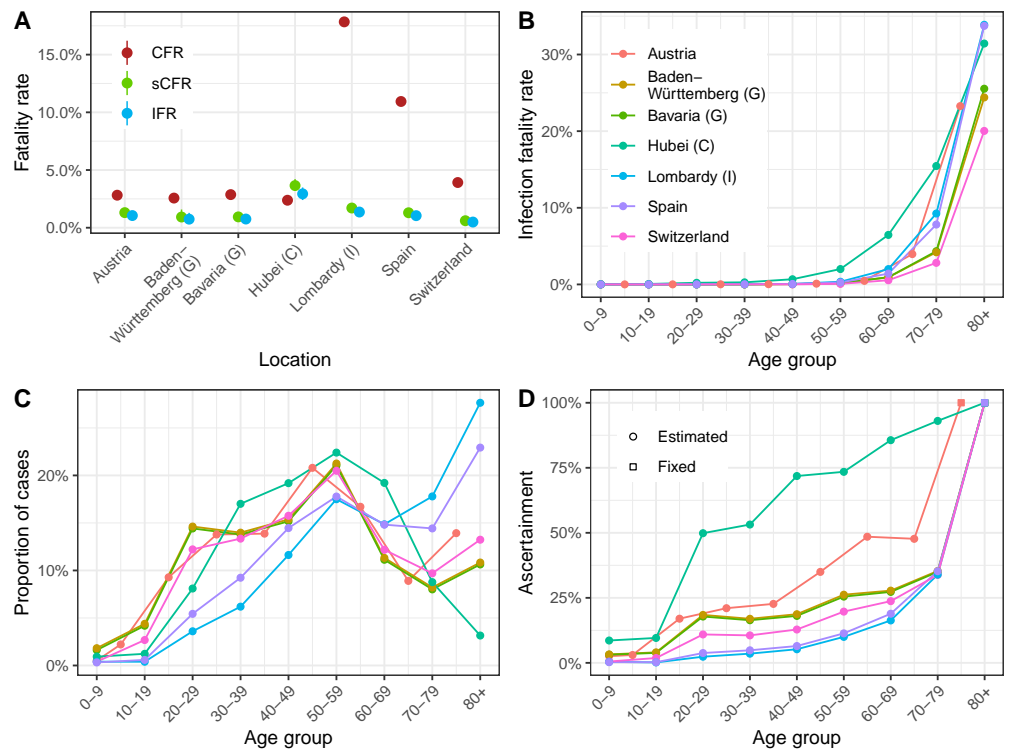 A
Fatality rate
15.0%
10.0%
5.0%
0.0%
CFR
sCFR
IFR
Austria
Baden−
Württemberg (G)
Bavaria (G)
Hubei (C)
Lombardy (I)
Spain
Switzerland
Location
B
Infection fatality rate
30%
20%
10%
0%
Austria
Baden−
Württemberg (G)
Bavaria (G)
Hubei (C)
Lombardy (I)
Spain
Switzerland
0−9
10−19
20−29
30−39
40−49
50−59
60−69
70−79
80+
Age group
C
Proportion of cases
20%
10%
0%
0−9
10−19
20−29
30−39
40−49
50−59
60−69
70−79
80+
Age group
D
Ascertainment
100%
75%
50%
25%
0%
Estimated
Fixed
0−9
10−19
20−29
30−39
40−49
50−59
60−69
70−79
80+
Age group